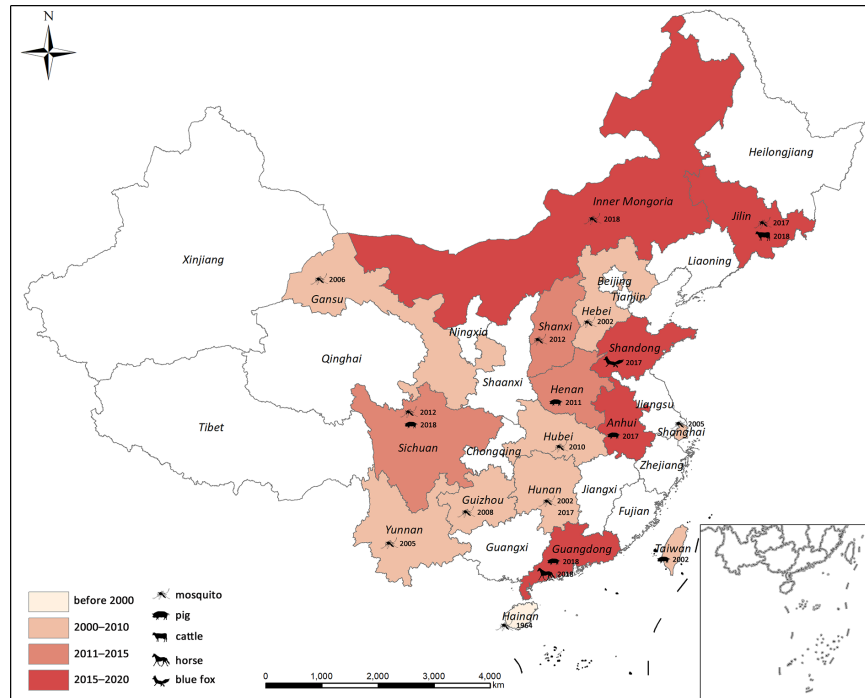 N
Heilongjiang
Inner Mongoria
2018
Jilin
2017
2018
Xinjiang
Liaoning
2006
Gansu
Beijing
Tianjin
Hebei
2002
Ningxia
Shanxi
2012
Shandong
2017
Qinghai
Shaanxi
Henan
2011
Jiangsu
2012
2018
Sichuan
Anhui
2017
2005
Shanghai
Tibet
Hubei
2010
Chongqing
Zhejiang
Guizhou
2008
Hunan
2002
2017
Jiangxi
Fujian
Yunnan
2005
Guangxi
Guangdong
2018
2018
Taiwan
2002
Hainan
1964
before 2000
2000–2010
2011–2015
2015–2020
mosquito
pig
cattle
horse
blue fox
0 1,000 2,000 3,000 4,000
km